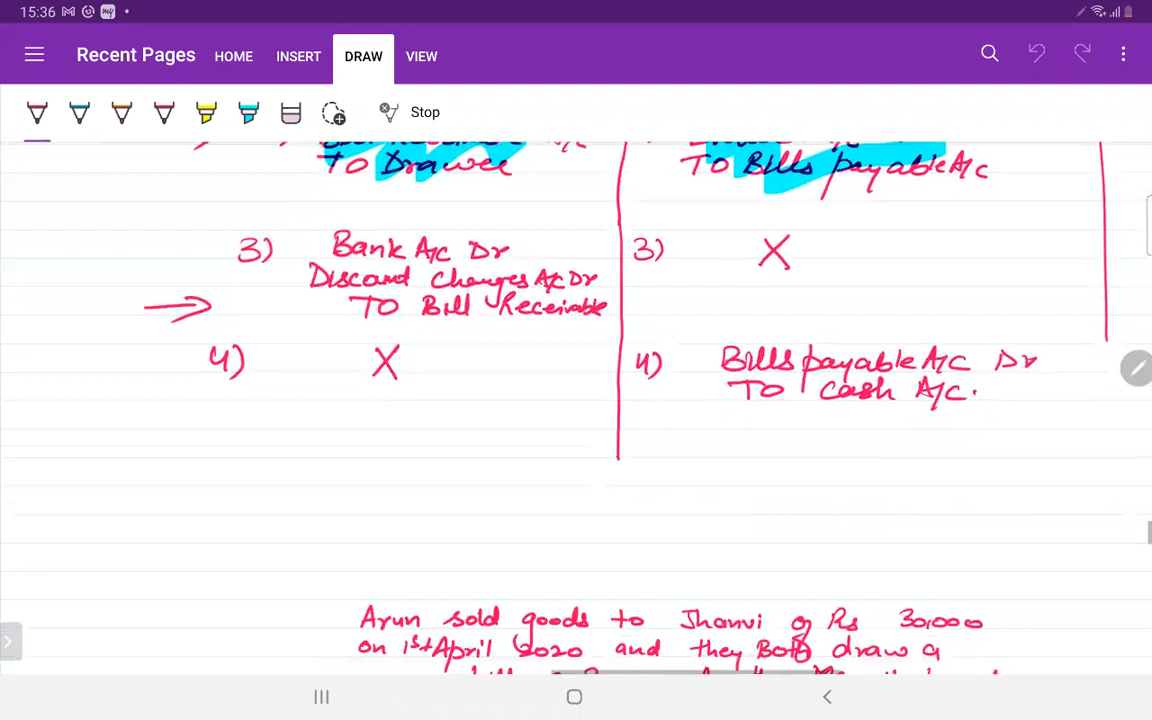 15:36
Recent Pages HOME INSERT DRAW VIEW
Stop
TO Drawee
TO Bills payable A/C
3) Bank A/C Dr
Discount Charges A/C Dr
TO Bill Receivable
3) X
4) X
4) Bills payable A/C Dr
TO Cash A/C.
Arun sold goods to Jhanvi of Rs 30,000
on 1st April 2020 and they Both draw a